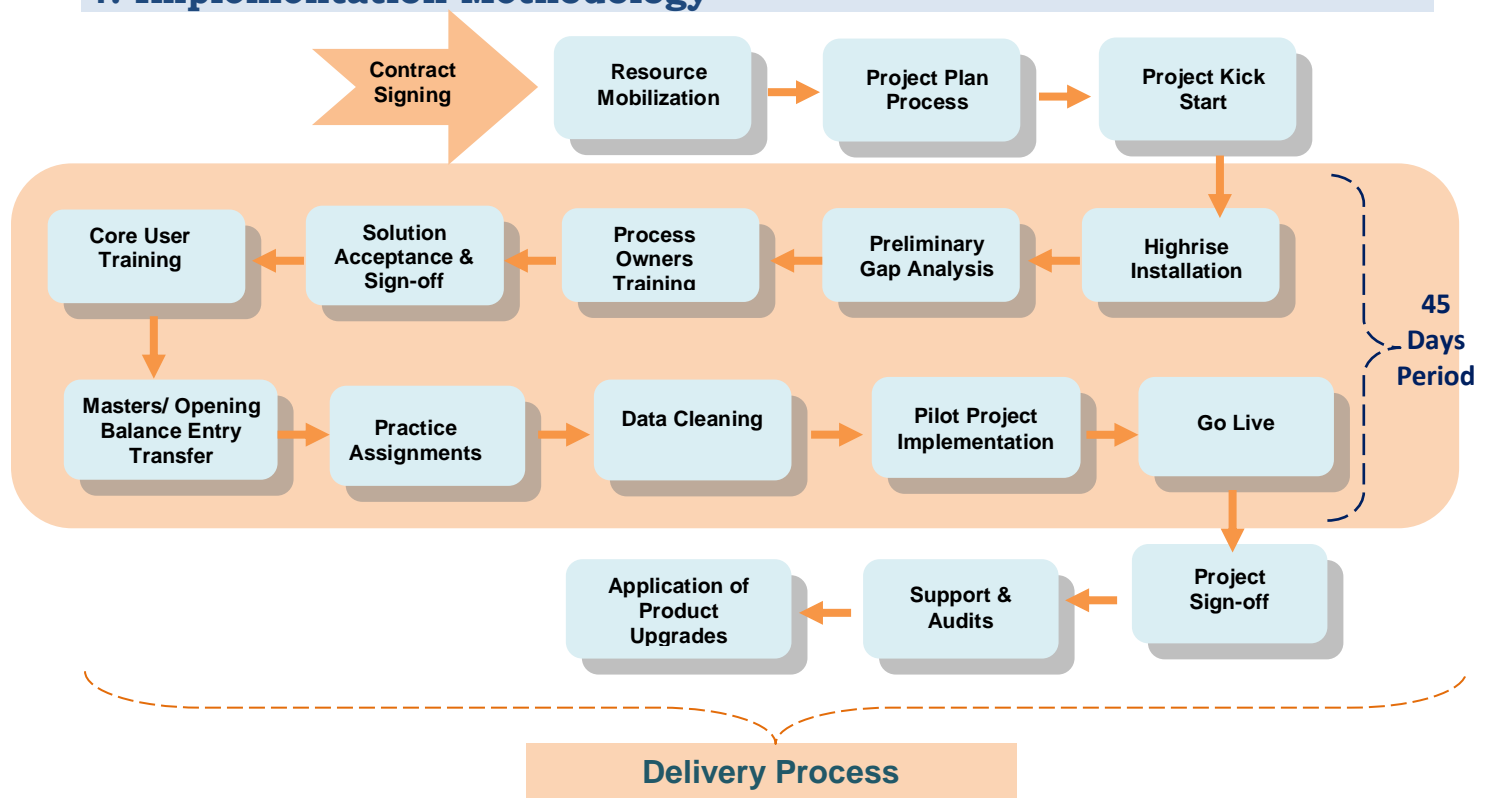 Implementation Methodology
Contract
Signing
Resource
Mobilization
Project Plan
Process
Project Kick
Start
Core User
Training
Solution
Acceptance &
Sign-off
Process
Owners
Training
Preliminary
Gap Analysis
Highrise
Installation
45
Days
Period
Masters/ Opening
Balance Entry
Transfer
Practice
Assignments
Data Cleaning
Pilot Project
Implementation
Go Live
Application of
Product
Upgrades
Support &
Audits
Project
Sign-off
Delivery Process